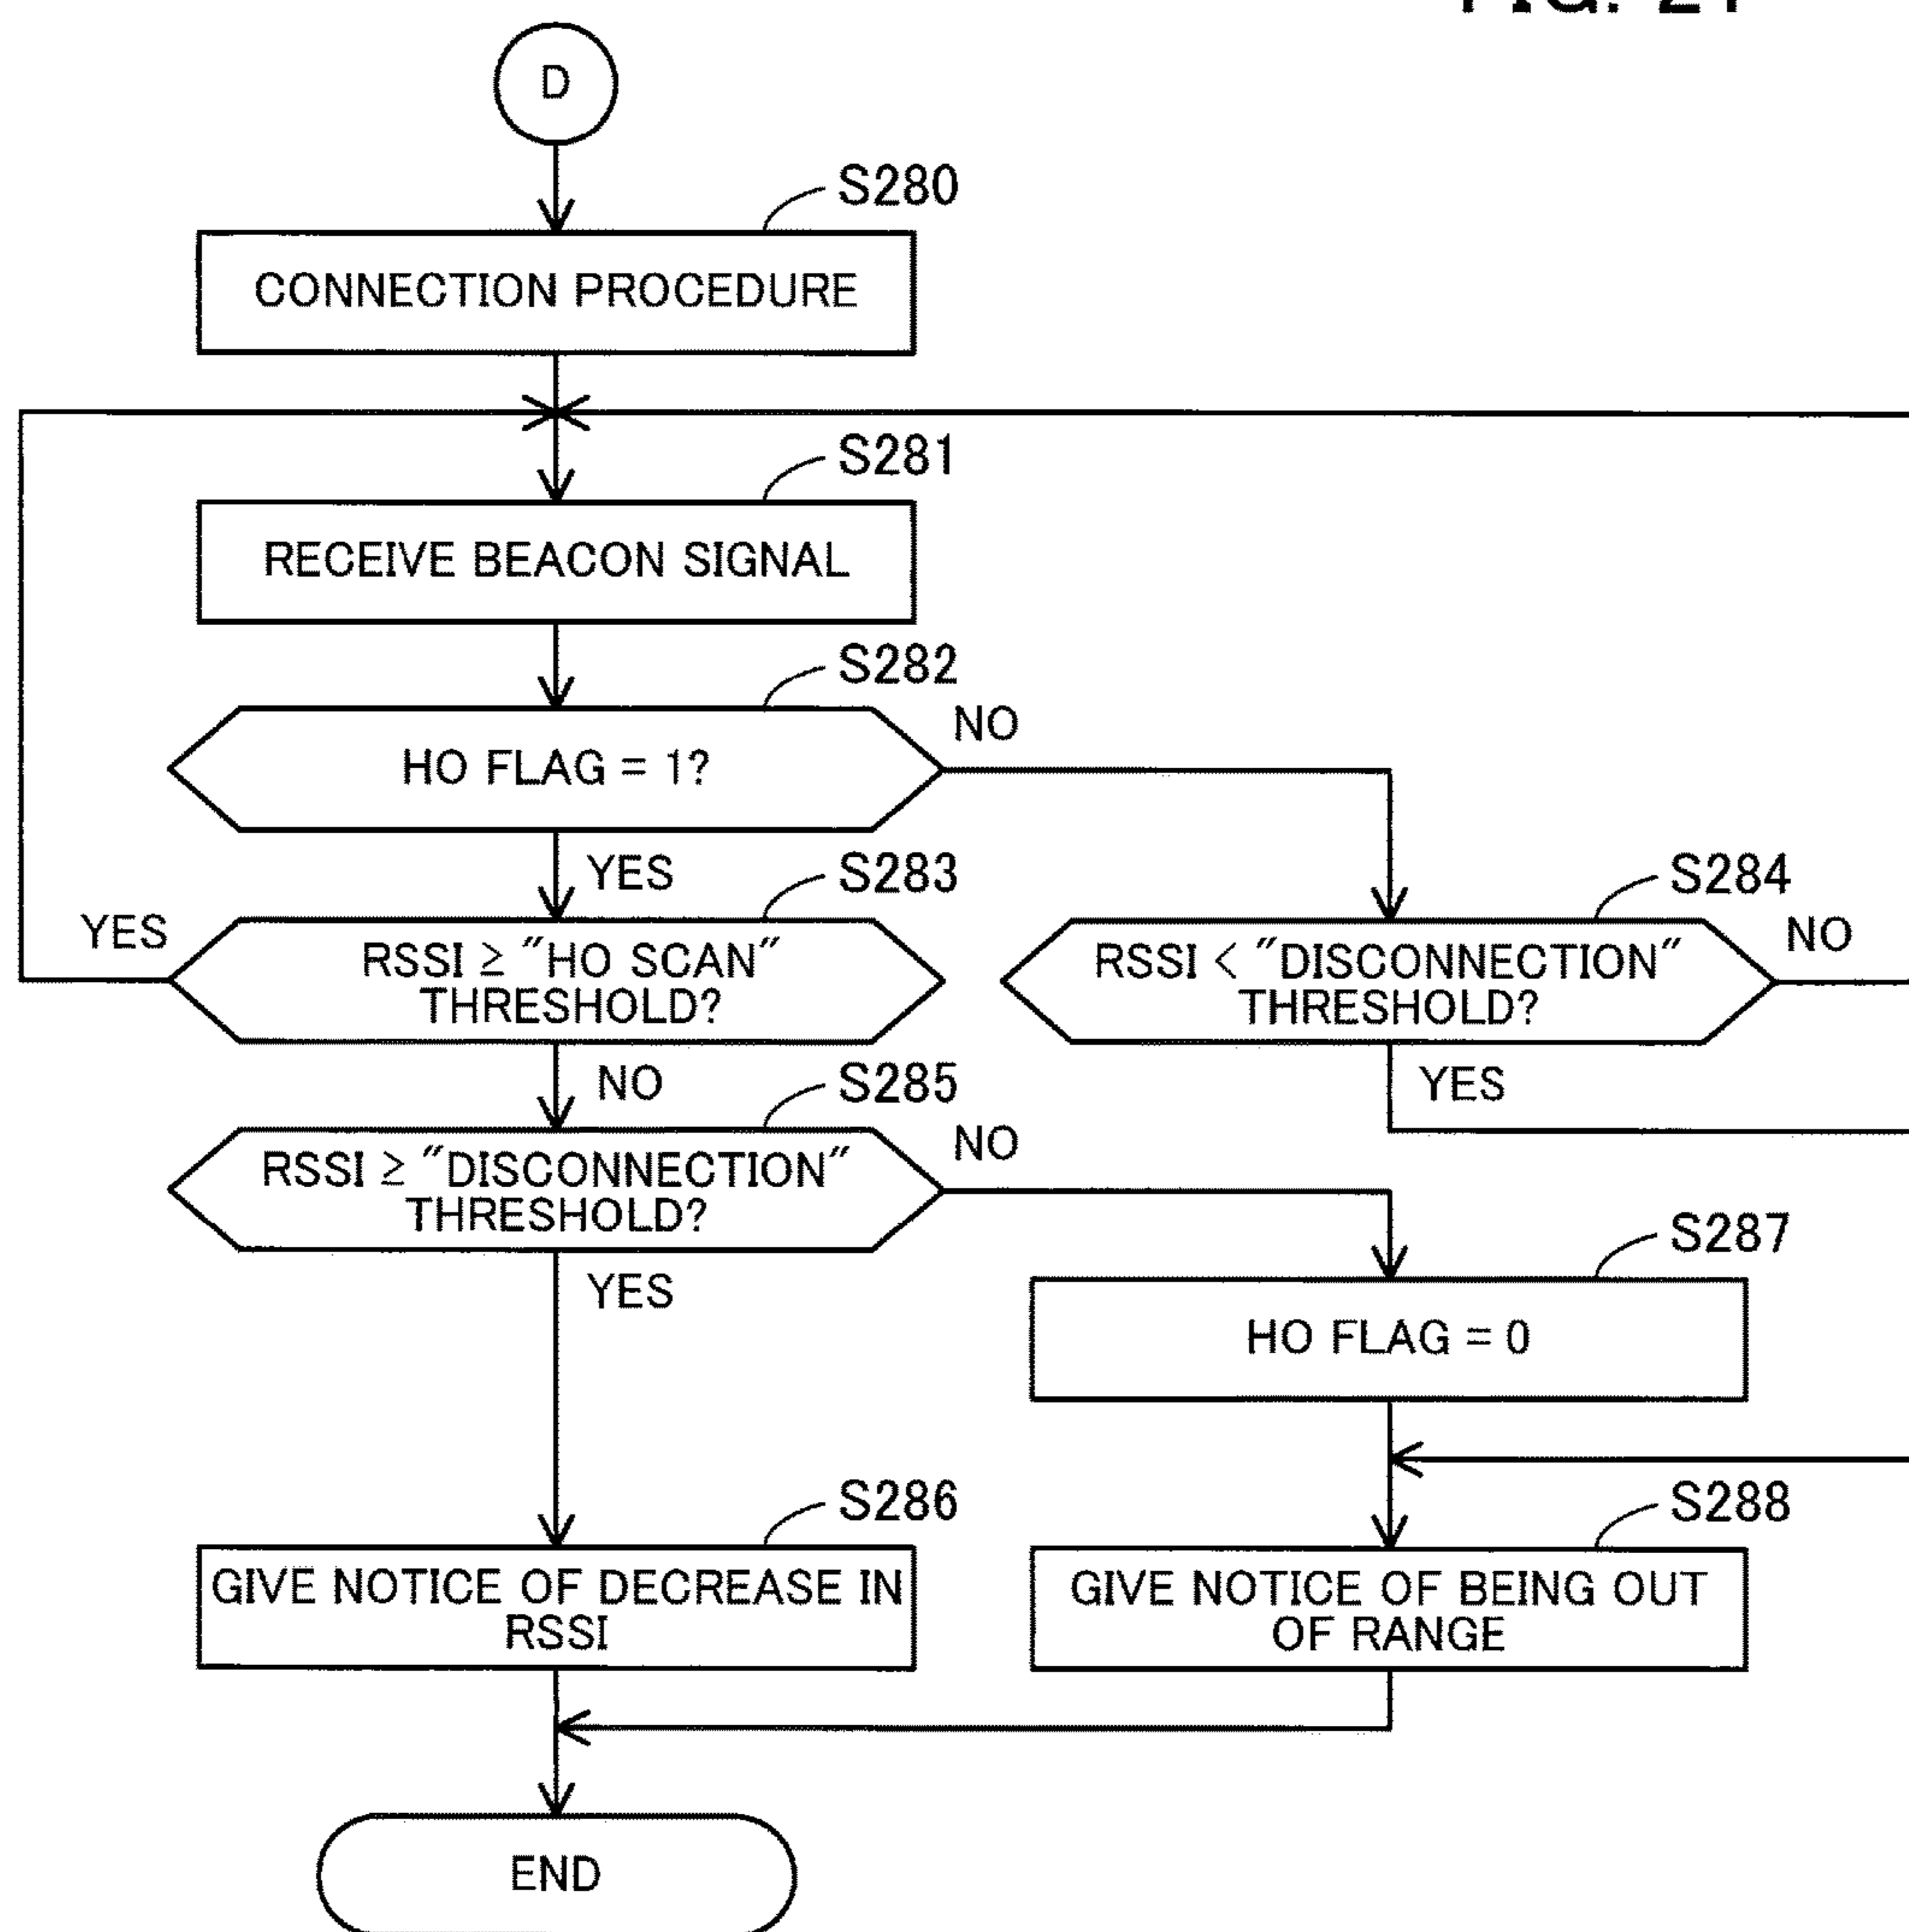 D
S280
CONNECTION PROCEDURE
S281
RECEIVE BEACON SIGNAL
S282
HO FLAG = 1?
NO
YES
S283
YES
RSSI ≥ "HO SCAN"
THRESHOLD?
S284
RSSI < "DISCONNECTION"
THRESHOLD?
NO
NO
YES
S285
RSSI ≥ "DISCONNECTION"
THRESHOLD?
NO
YES
S287
HO FLAG = 0
S286
GIVE NOTICE OF DECREASE IN
RSSI
S288
GIVE NOTICE OF BEING OUT
OF RANGE
END